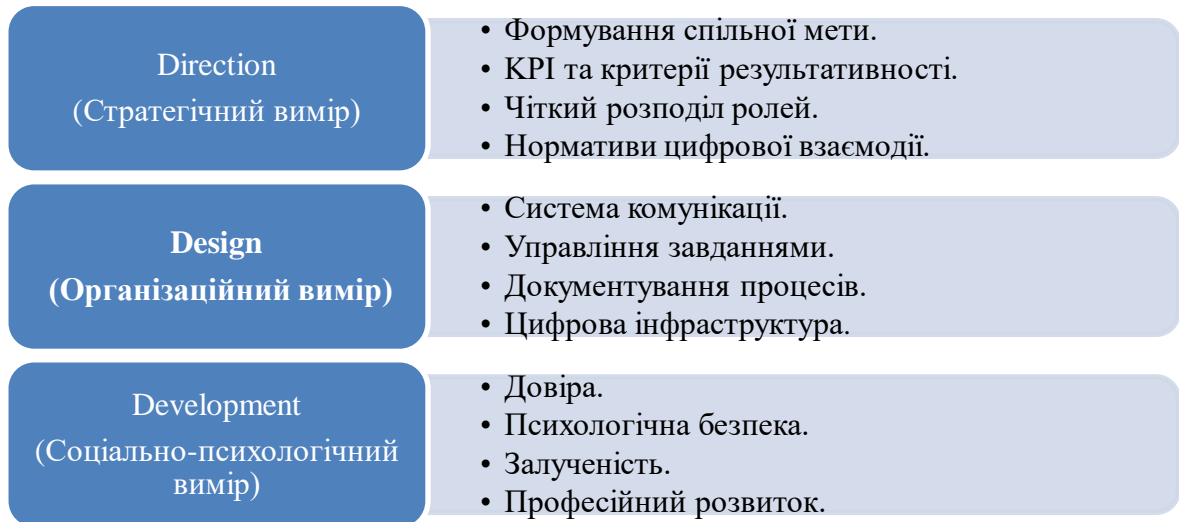 Direction
(Стратегічний вимір)
• Формування спільної мети.
• KPI та критерії результативності.
• Чіткий розподіл ролей.
• Нормативи цифрової взаємодії.
Design
(Організаційний вимір)
• Система комунікації.
• Управління завданнями.
• Документування процесів.
• Цифрова інфраструктура.
Development
(Соціально-психологічний
вимір)
• Довіра.
• Психологічна безпека.
• Залученість.
• Професійний розвиток.